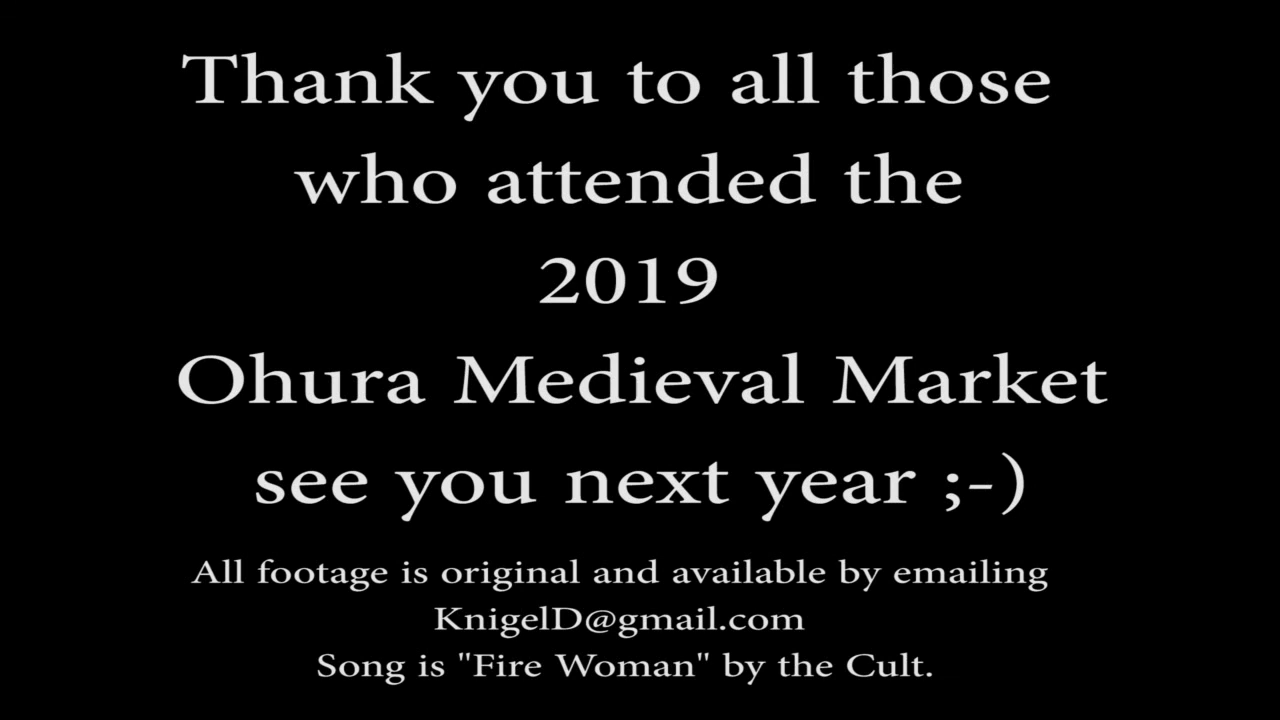 Thank you to all those
who attended the
2019
Ohura Medieval Market
see you next year ;-)
All footage is original and available by emailing
KnigelD@gmail.com
Song is "Fire Woman" by the Cult.